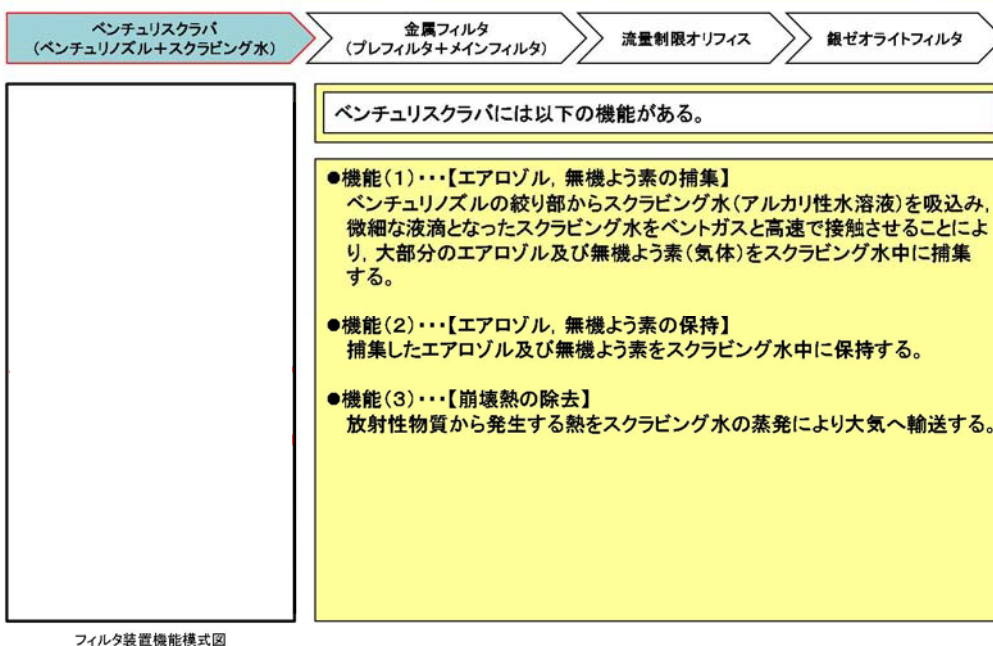 ベンチュリスクラバ
（ベンチュリノズル＋スクラビング水）
金属フィルタ
（プレフィルタ＋メインフィルタ）
流量制限オリフィス
銀ゼオライトフィルタ
ベンチュリスクラバには以下の機能がある。
●機能（１）・・・【エアロゾル，無機よう素の捕集】
ベンチュリノズルの絞り部からスクラビング水（アルカリ性水溶液）を吸込み，
微細な液滴となったスクラビング水をベントガスと高速で接触させることによ
り，大部分のエアロゾル及び無機よう素（気体）をスクラビング水中に捕集
する。
●機能（２）・・・【エアロゾル，無機よう素の保持】
捕集したエアロゾル及び無機よう素をスクラビング水中に保持する。
●機能（３）・・・【崩壊熱の除去】
放射性物質から発生する熱をスクラビング水の蒸発により大気へ輸送する。
フィルタ装置機能模式図